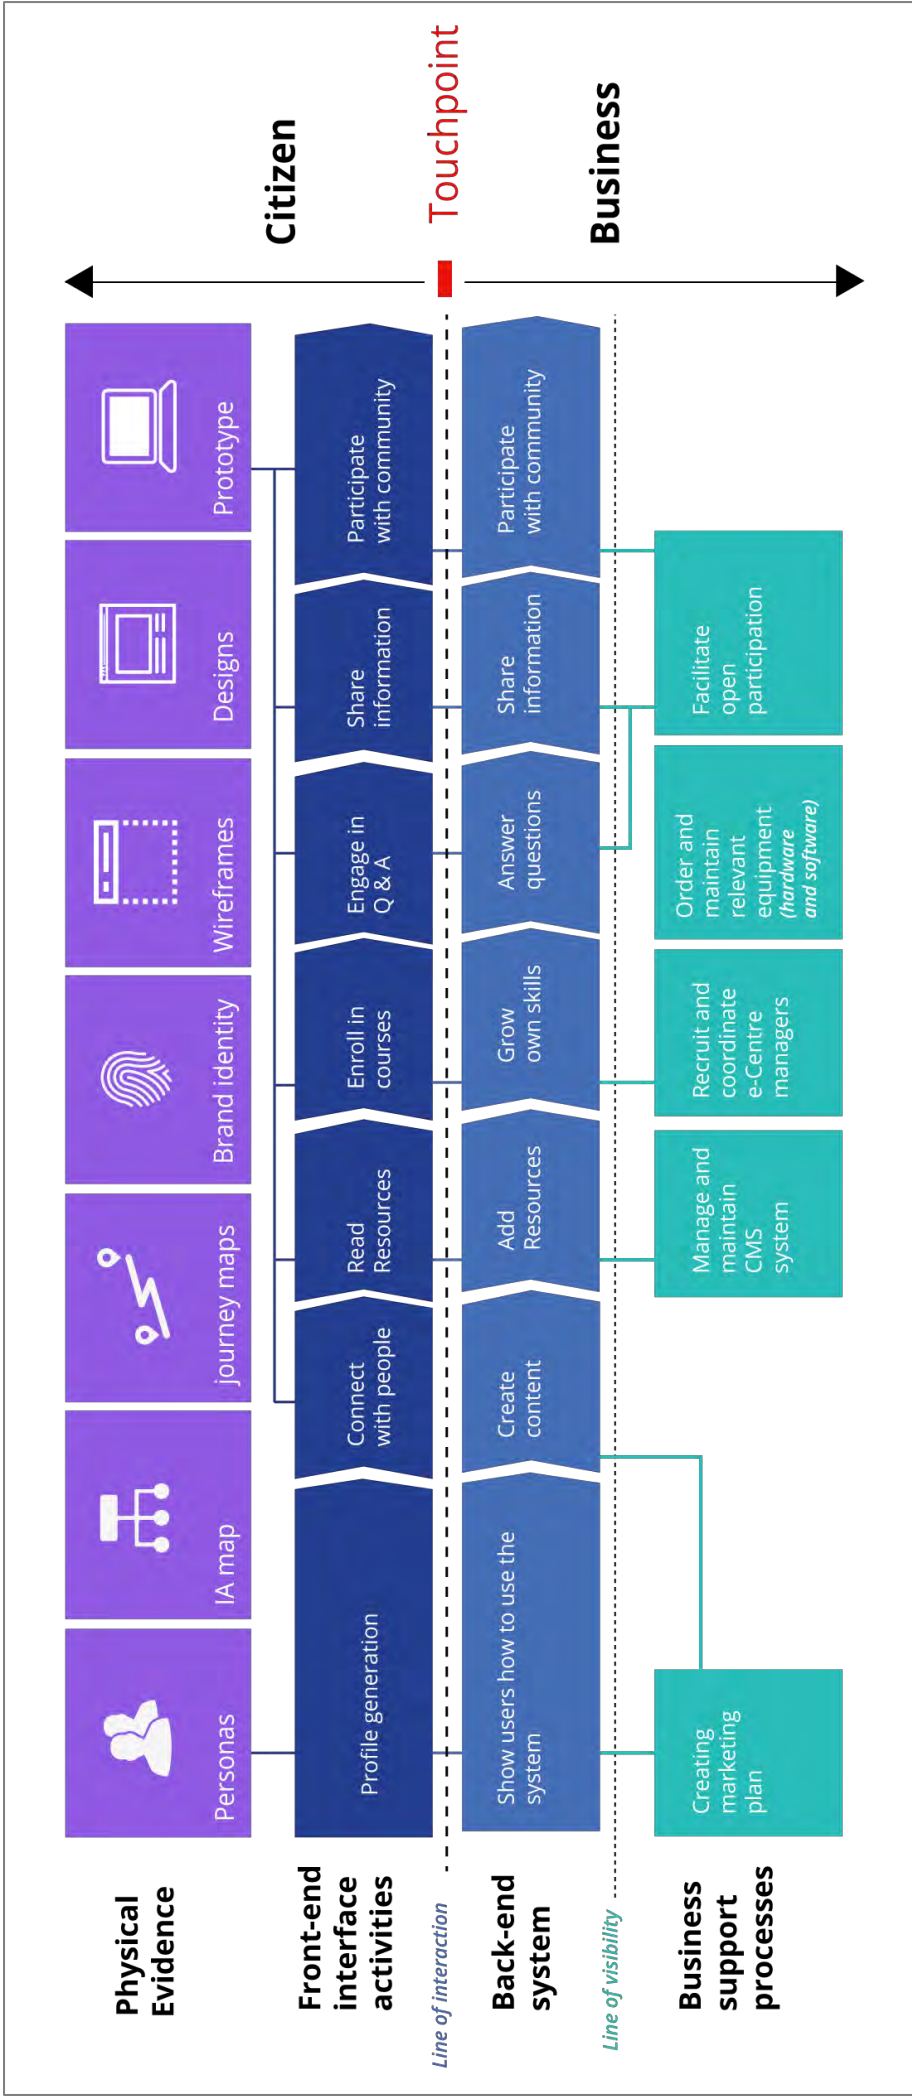 Physical
Evidence
Personas
IA map
journey maps
Brand identity
Wireframes
Designs
Prototype
Citizen
Front-end
interface
activities
Profile generation
Connect
with people
Read
Resources
Enroll in
courses
Engage in
Q & A
Share
information
Participate
with community
Line of interaction
Touchpoint
Back-end
system
Show users how to use the
system
Create
content
Add
Resources
Grow
own skills
Answer
questions
Share
information
Participate
with community
Business
Line of visibility
Business
support
processes
Creating
marketing
plan
Manage and
maintain
CMS
system
Recruit and
coordinate
e-Centre
managers
Order and
maintain
relevant
equipment
(hardware
and software)
Facilitate
open
participation